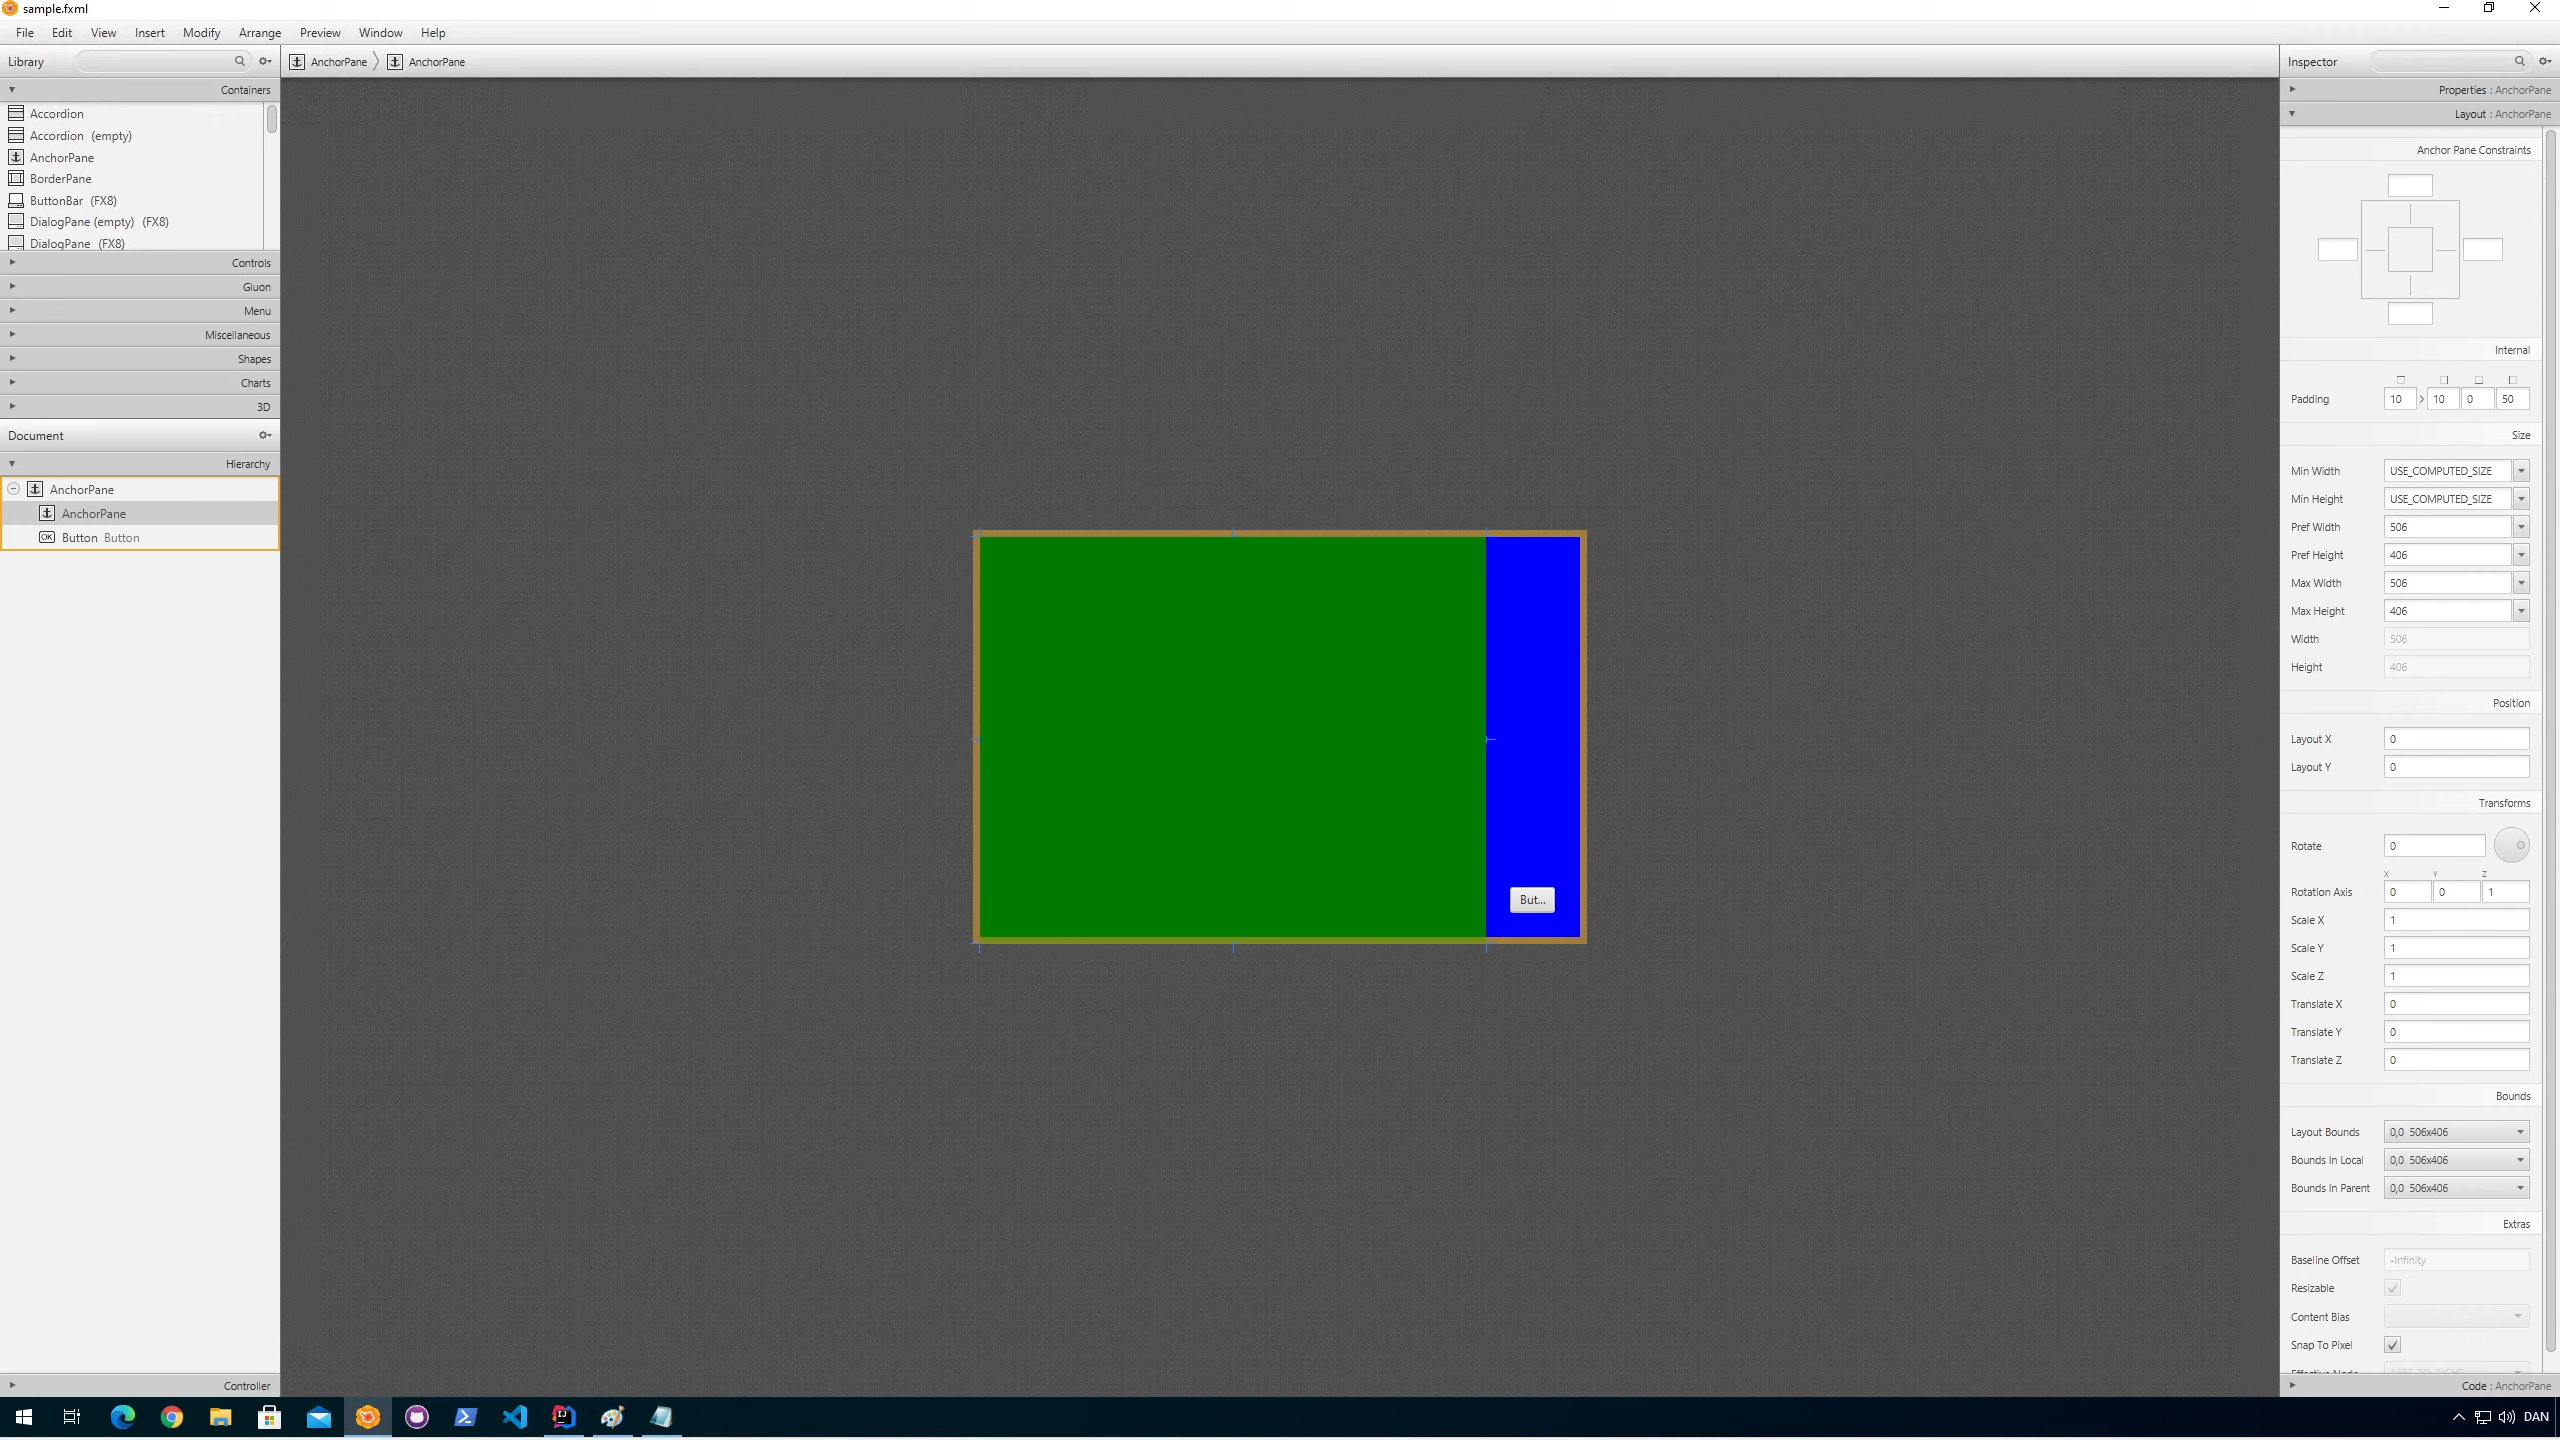 sample.fxml
File Edit View Insert Modify Arrange Preview Window Help
Library
AnchorPane AnchorPane
Inspector
Containers
Accordion
Accordion (empty)
AnchorPane
BorderPane
ButtonBar (FX8)
DialogPane (empty) (FX8)
DialogPane (FX8)
Controls
Gluon
Menu
Miscellaneous
Shapes
Charts
3D
Document
Hierarchy
AnchorPane
AnchorPane
Button Button
Controller
But...
Properties : AnchorPane
Layout : AnchorPane
Anchor Pane Constraints
Internal
Padding 10 > 10 0 50
Size
Min Width USE_COMPUTED_SIZE
Min Height USE_COMPUTED_SIZE
Pref Width 506
Pref Height 406
Max Width 506
Max Height 406
Width 506
Height 406
Position
Layout X 0
Layout Y 0
Transforms
Rotate 0
X Y Z
Rotation Axis 0 0 1
Scale X 1
Scale Y 1
Scale Z 1
Translate X 0
Translate Y 0
Translate Z 0
Bounds
Layout Bounds 0,0 506x406
Bounds In Local 0,0 506x406
Bounds In Parent 0,0 506x406
Extras
Baseline Offset -Infinity
Resizable
Content Bias
Snap To Pixel
Code : AnchorPane
DAN